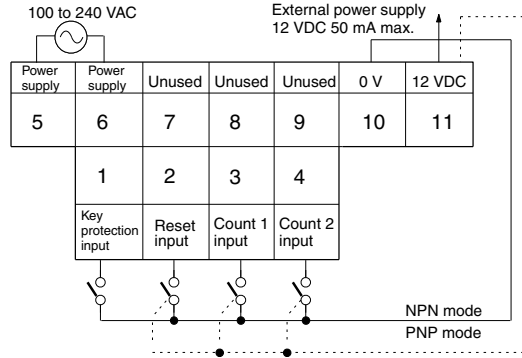 100 to 240 VAC
External power supply
12 VDC 50 mA max.
Power
supply
Power
supply
Unused
Unused
Unused
0 V
12 VDC
5
6
7
8
9
10
11
1
2
3
4
Key
protection
input
Reset
input
Count 1
input
Count 2
input
NPN mode
PNP mode